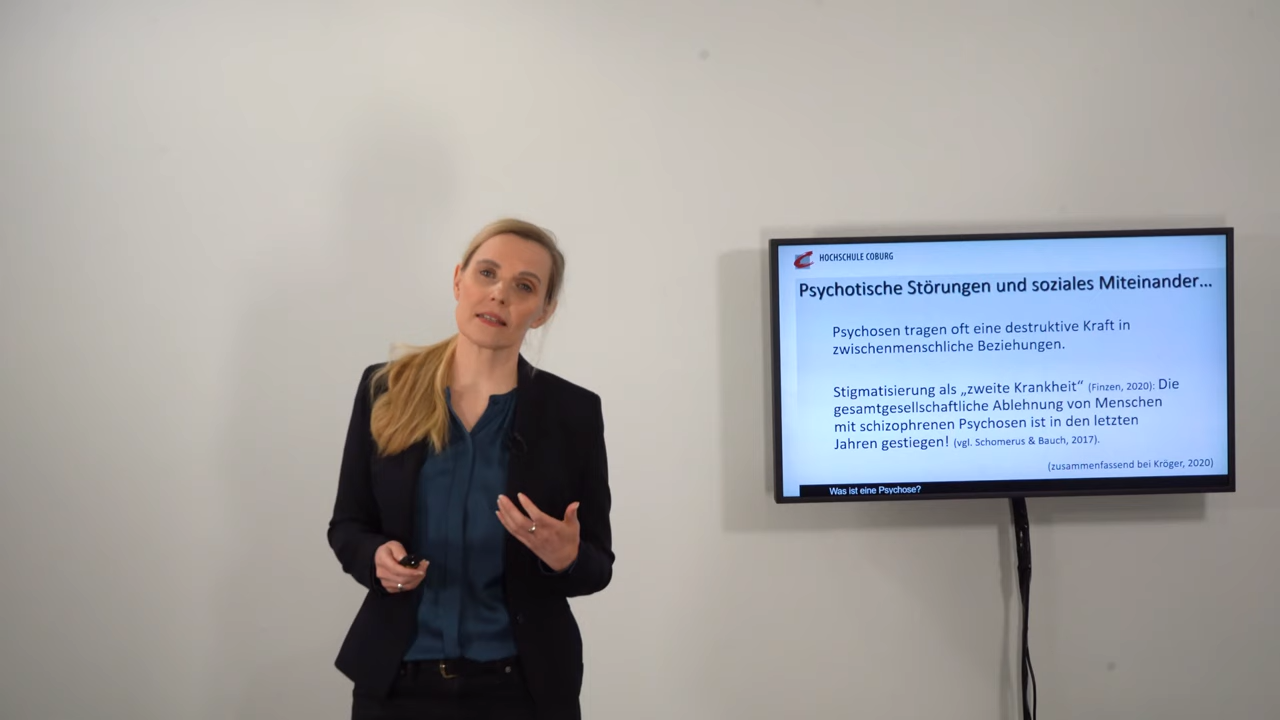 HOCHSCHULE COBURG
Psychotische Störungen und soziales Miteinander...
Psychosen tragen oft eine destruktive Kraft in
zwischenmenschliche Beziehungen.
Stigmatisierung als „zweite Krankheit“ (Finzen, 2020): Die
gesamtgesellschaftliche Ablehnung von Menschen
mit schizophrenen Psychosen ist in den letzten
Jahren gestiegen! (vgl. Schomerus & Bauch, 2017).
(zusammenfassend bei Kröger, 2020)
Was ist eine Psychose?